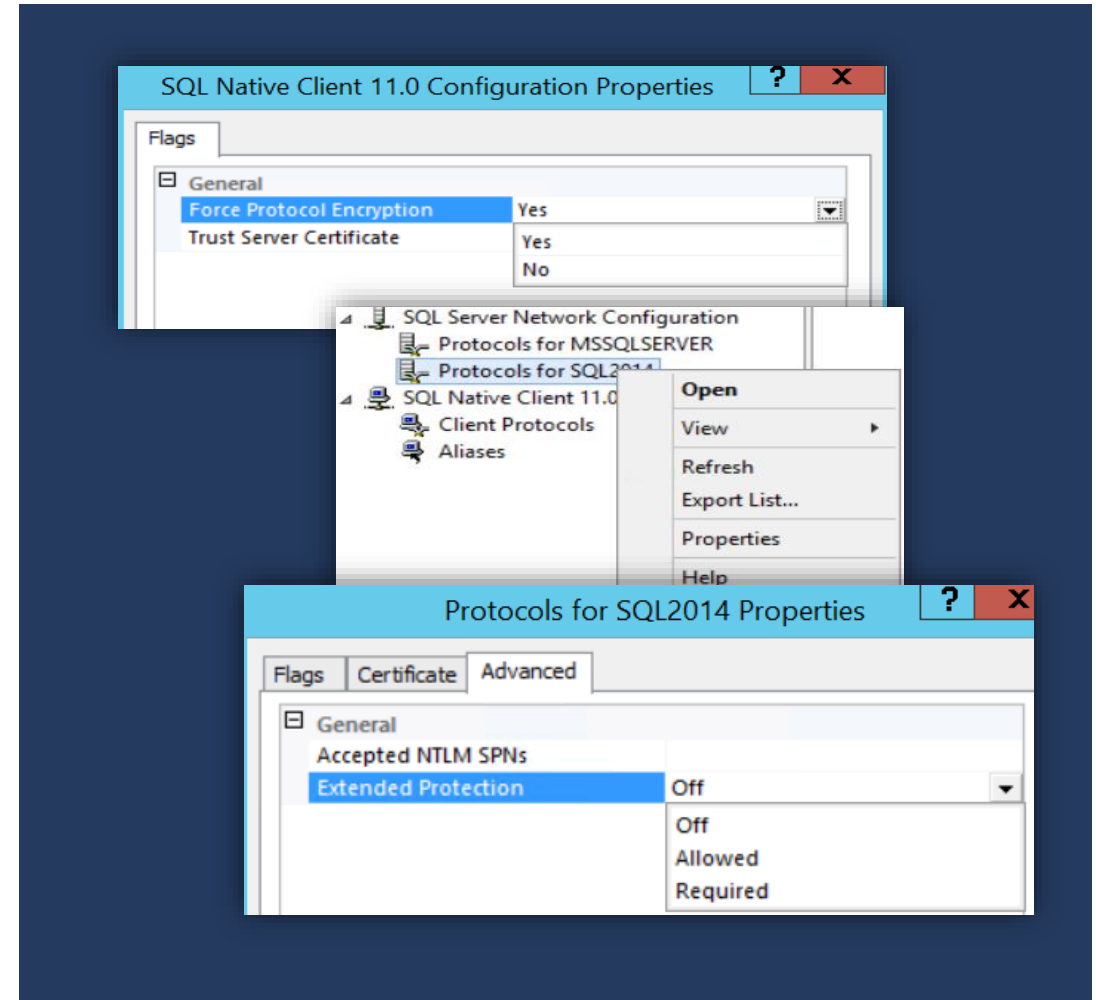 SQL Native Client 11.0 Configuration Properties ? X
Flags
General
Force Protocol Encryption Yes
Trust Server Certificate Yes
No
SQL Server Network Configuration
Protocols for MSSQLSERVER
Protocols for SQL2014
SQL Native Client 11.0
Client Protocols
Aliases
Open
View
Refresh
Export List...
Properties
Help
Protocols for SQL2014 Properties ? X
Flags Certificate Advanced
General
Accepted NTLM SPNs
Extended Protection Off
Off
Allowed
Required